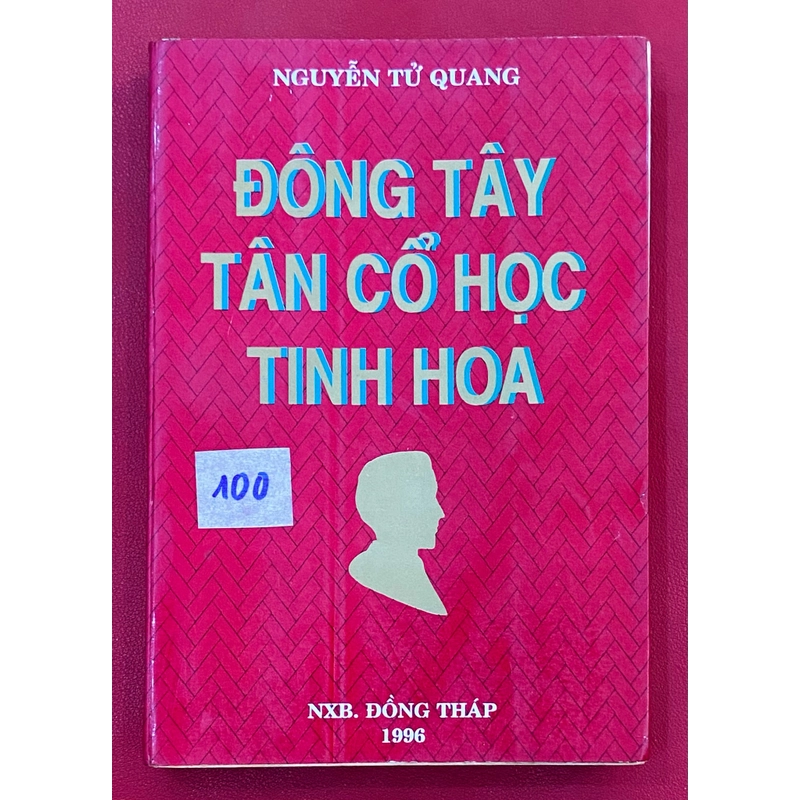 NGUYỄN TỬ QUANG
ĐÔNG TÂY
TÂN CỔ HỌC
TINH HOA
100
NXB. ĐỒNG THÁP
1996